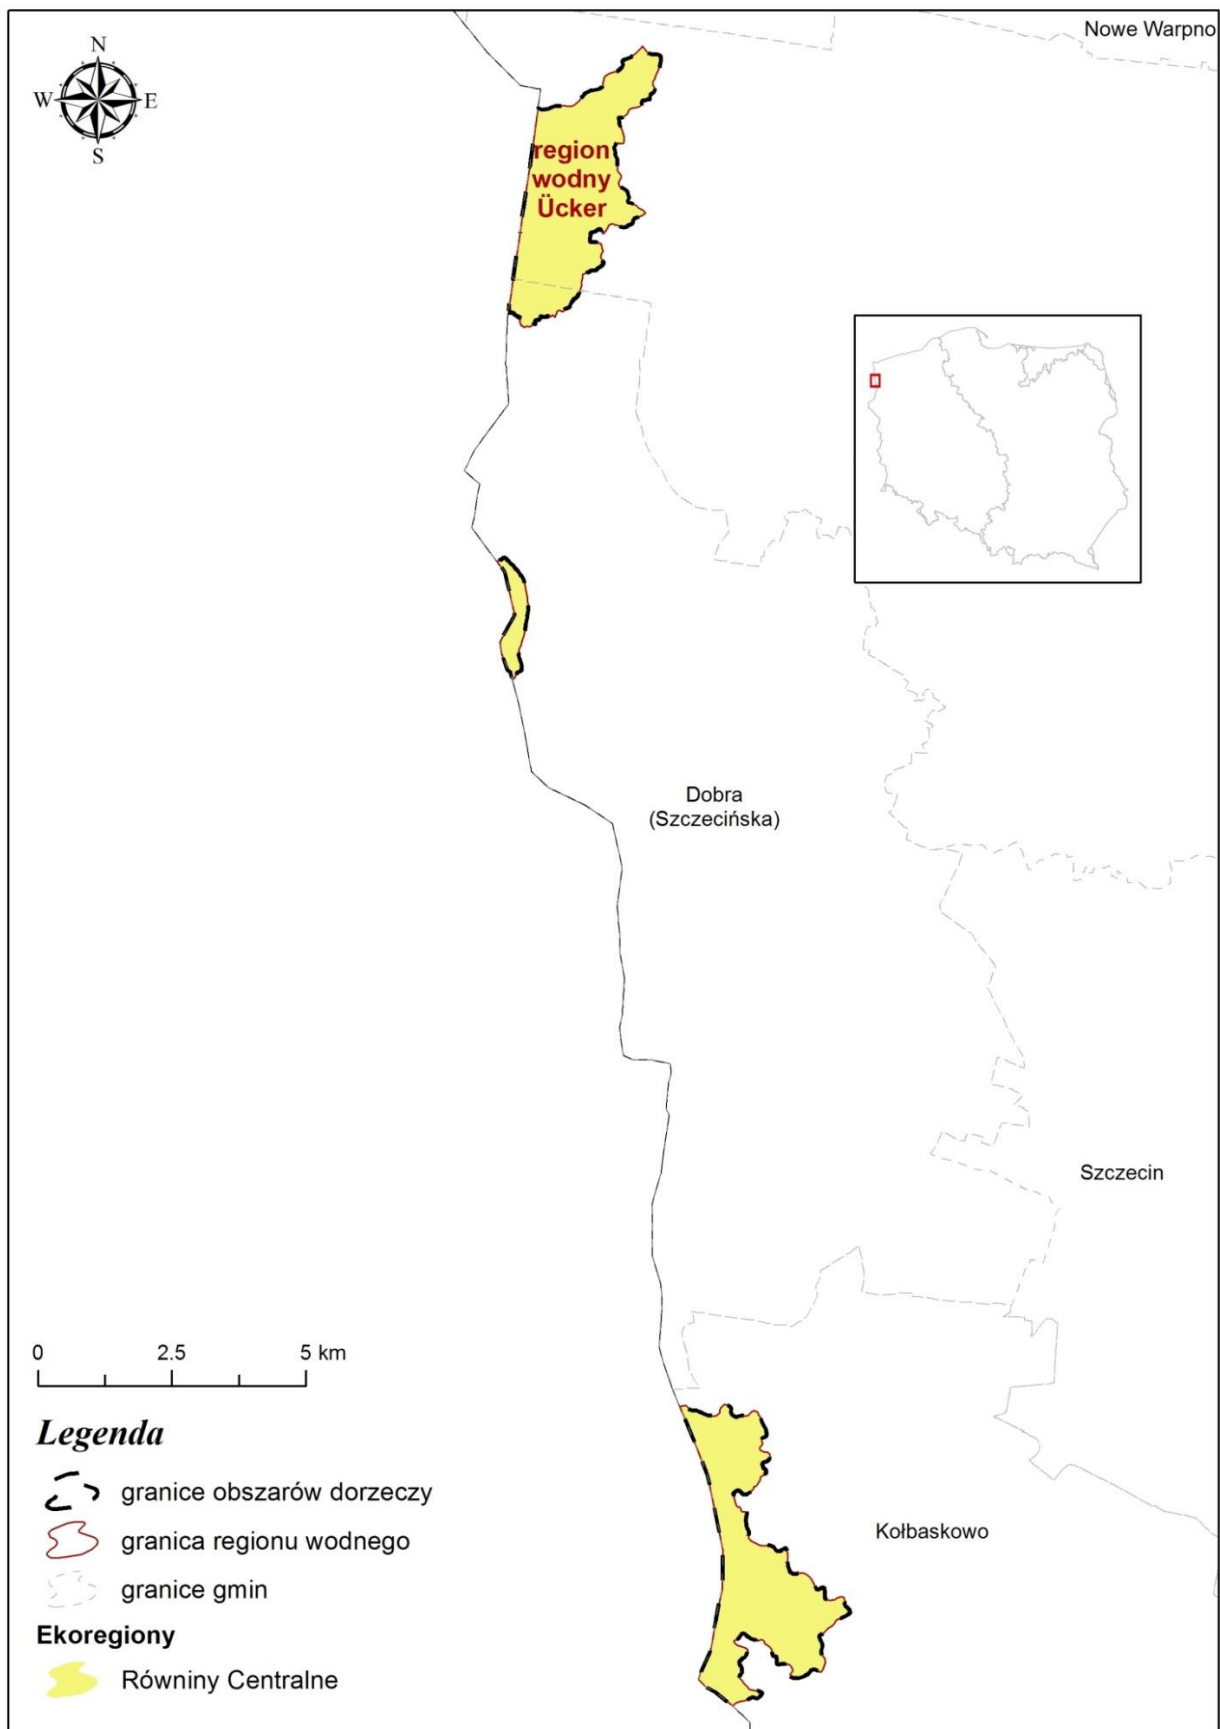 Nowe Warpno
N
W
E
S
region
wodny
Ücker
Dobra
(Szczecińska)
Szczecin
0 2.5 5 km
Legenda
granice obszarów dorzeczy
granica regionu wodnego
granice gmin
Kołbaskowo
Ekoregiony
Równiny Centralne